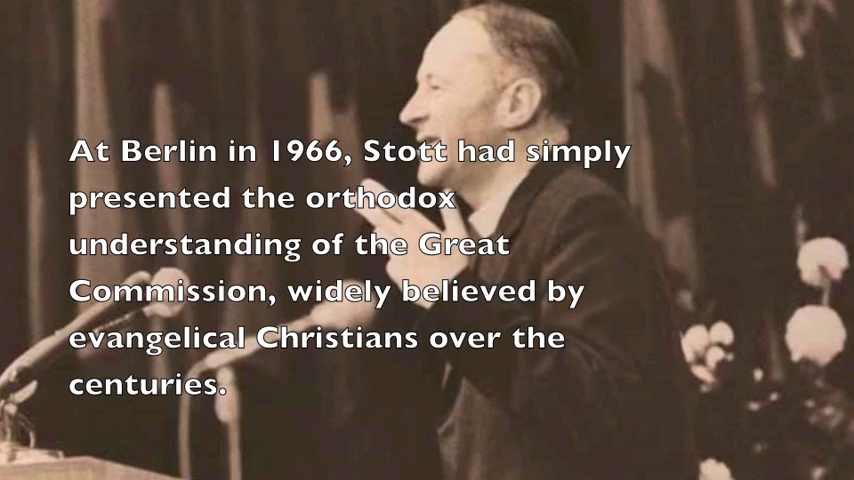 At Berlin in 1966, Stott had simply
presented the orthodox
understanding of the Great
Commission, widely believed by
evangelical Christians over the
centuries.